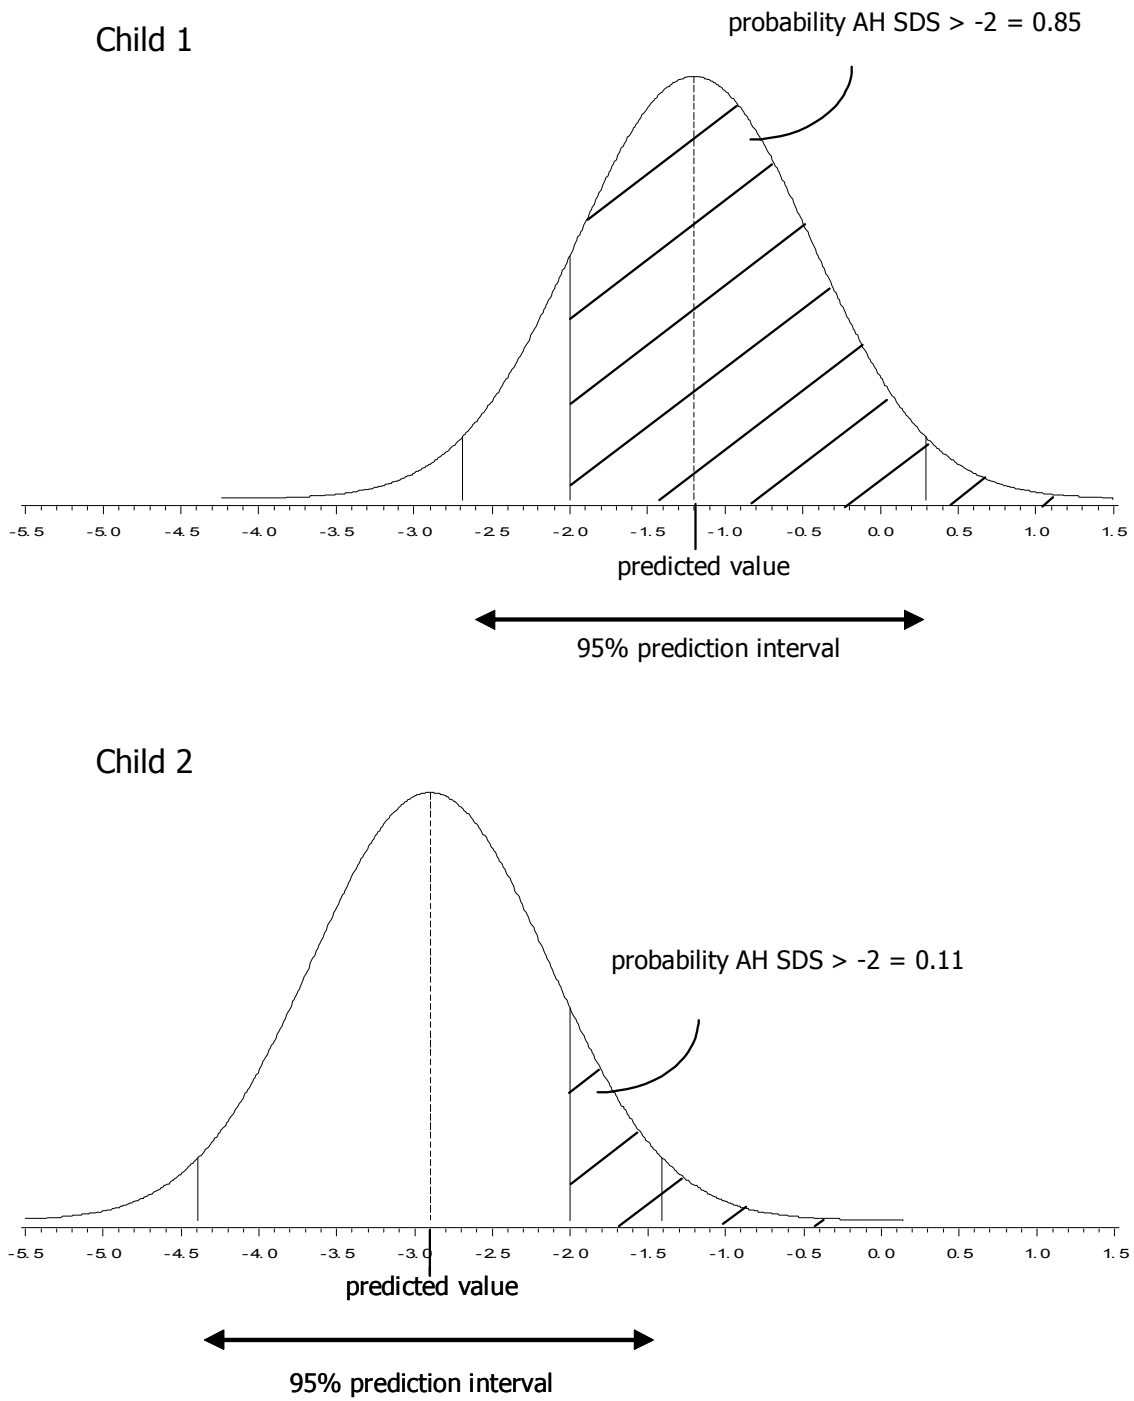 probability AH SDS > -2 = 0.85
Child 1
-5.5 -5.0 -4.5 -4.0 -3.5 -3.0 -2.5 -2.0 -1.5 -1.0 -0.5 0.0 0.5 1.0 1.5
predicted value
95% prediction interval
Child 2
probability AH SDS > -2 = 0.11
-5.5 -5.0 -4.5 -4.0 -3.5 -3.0 -2.5 -2.0 -1.5 -1.0 -0.5 0.0 0.5 1.0 1.5
predicted value
95% prediction interval